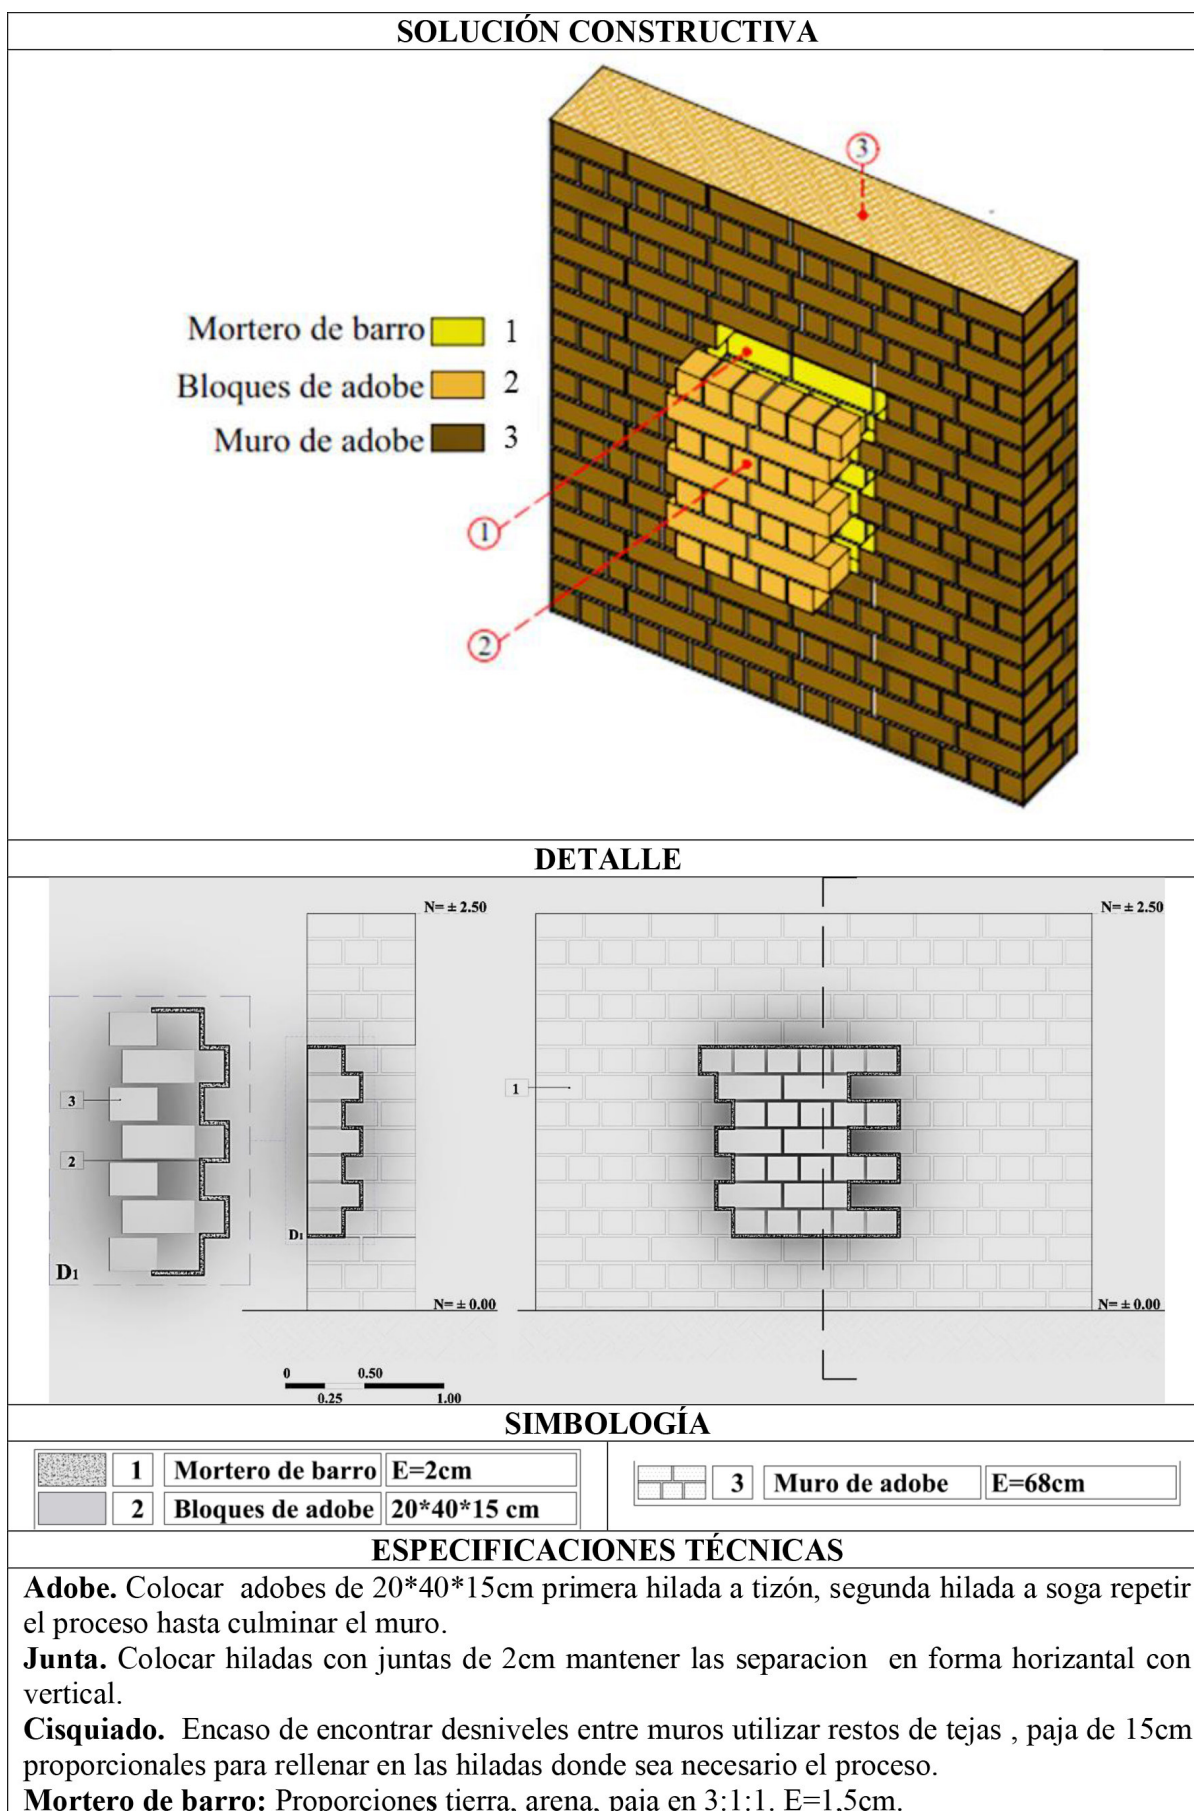 SOLUCIÓN CONSTRUCTIVA
3
Mortero de barro 1
Bloques de adobe 2
Muro de adobe 3
1
2
DETALLE
N= ± 2.50
N= ± 2.50
3
1
2
D1
D1
N= ± 0.00
N= ± 0.00
0 0.50
0.25 1.00
SIMBOLOGÍA
1 Mortero de barro E=2cm
2 Bloques de adobe 20*40*15 cm
3 Muro de adobe E=68cm
ESPECIFICACIONES TÉCNICAS
Adobe. Colocar adobes de 20*40*15cm primera hilada a tizón, segunda hilada a soga repetir
el proceso hasta culminar el muro.
Junta. Colocar hiladas con juntas de 2cm mantener las separacion en forma horizantal con
vertical.
Cisquiado. Encaso de encontrar desniveles entre muros utilizar restos de tejas , paja de 15cm
proporcionales para rellenar en las hiladas donde sea necesario el proceso.
Mortero de barro: Proporciones tierra, arena, paja en 3:1:1. E=1,5cm.